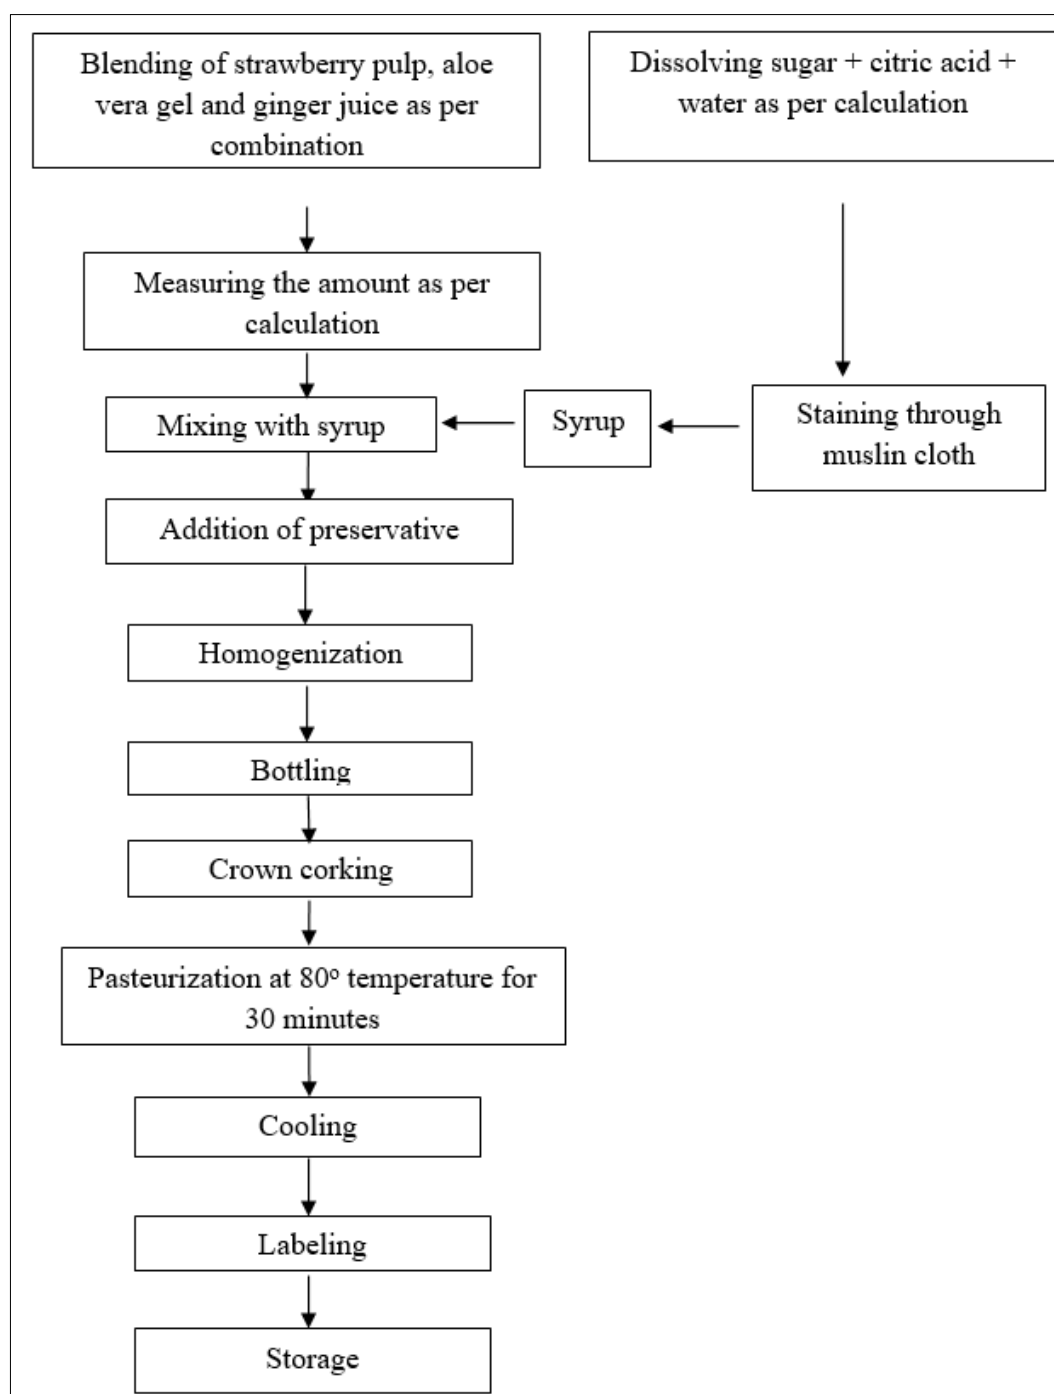 Blending of strawberry pulp, aloe
vera gel and ginger juice as per
combination
Dissolving sugar + citric acid +
water as per calculation
Measuring the amount as per
calculation
Mixing with syrup
Syrup
Staining through
muslin cloth
Addition of preservative
Homogenization
Bottling
Crown corking
Pasteurization at 80º temperature for
30 minutes
Cooling
Labeling
Storage